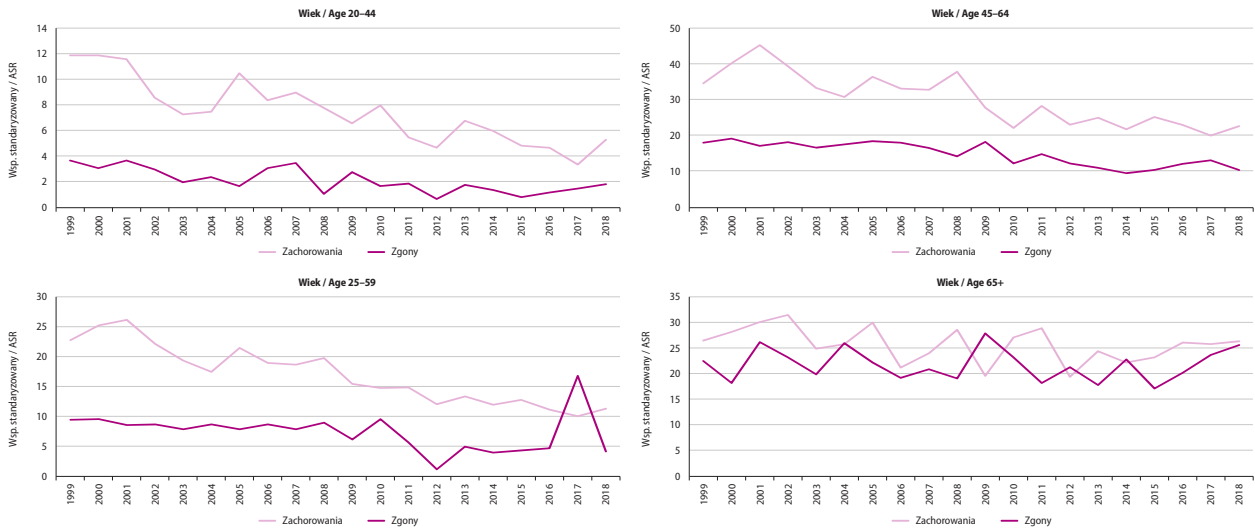 Wiek / Age 20–44
Wsp. standaryzowany / ASR
14
12
10
8
6
4
2
0
1999 2000 2001 2002 2003 2004 2005 2006 2007 2008 2009 2010 2011 2012 2013 2014 2015 2016 2017 2018
Zachorowania Zgony
Wiek / Age 45–64
Wsp. standaryzowany / ASR
50
40
30
20
10
0
1999 2000 2001 2002 2003 2004 2005 2006 2007 2008 2009 2010 2011 2012 2013 2014 2015 2016 2017 2018
Zachorowania Zgony
Wiek / Age 25–59
Wsp. standaryzowany / ASR
30
25
20
15
10
5
0
1999 2000 2001 2002 2003 2004 2005 2006 2007 2008 2009 2010 2011 2012 2013 2014 2015 2016 2017 2018
Zachorowania Zgony
Wiek / Age 65+
Wsp. standaryzowany / ASR
35
30
25
20
15
10
5
0
1999 2000 2001 2002 2003 2004 2005 2006 2007 2008 2009 2010 2011 2012 2013 2014 2015 2016 2017 2018
Zachorowania Zgony